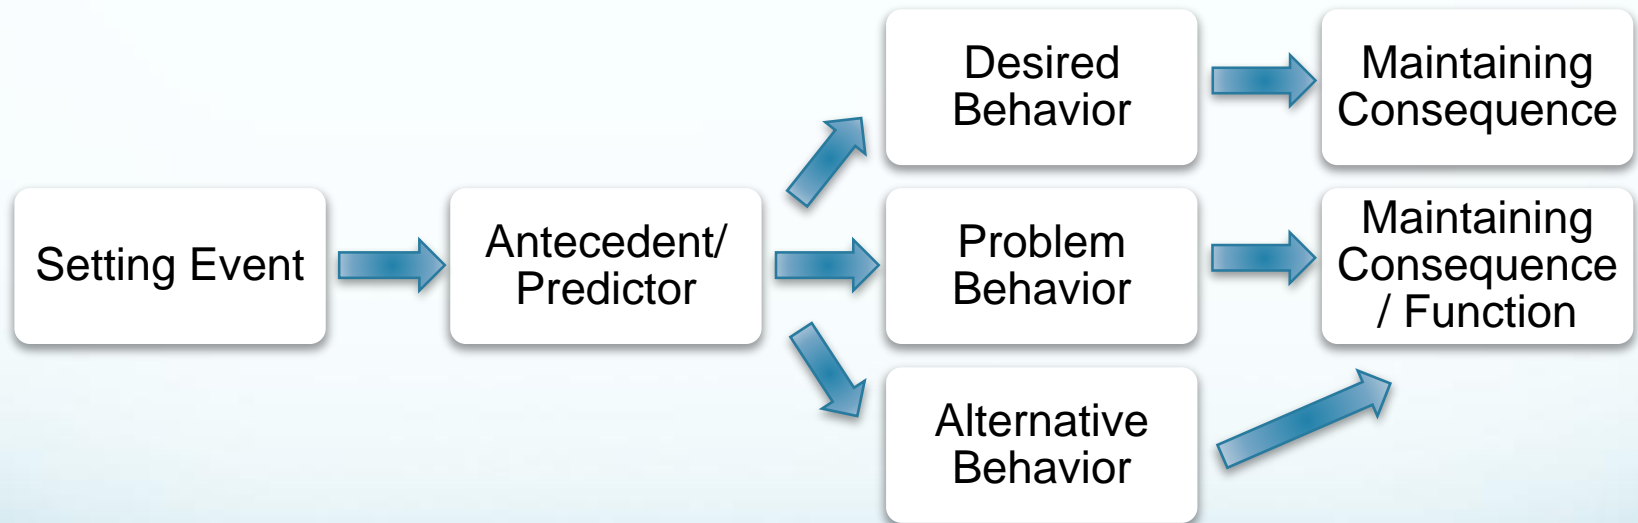 Setting Event
Antecedent/
Predictor
Desired
Behavior
Maintaining
Consequence
Problem
Behavior
Maintaining
Consequence
/ Function
Alternative
Behavior